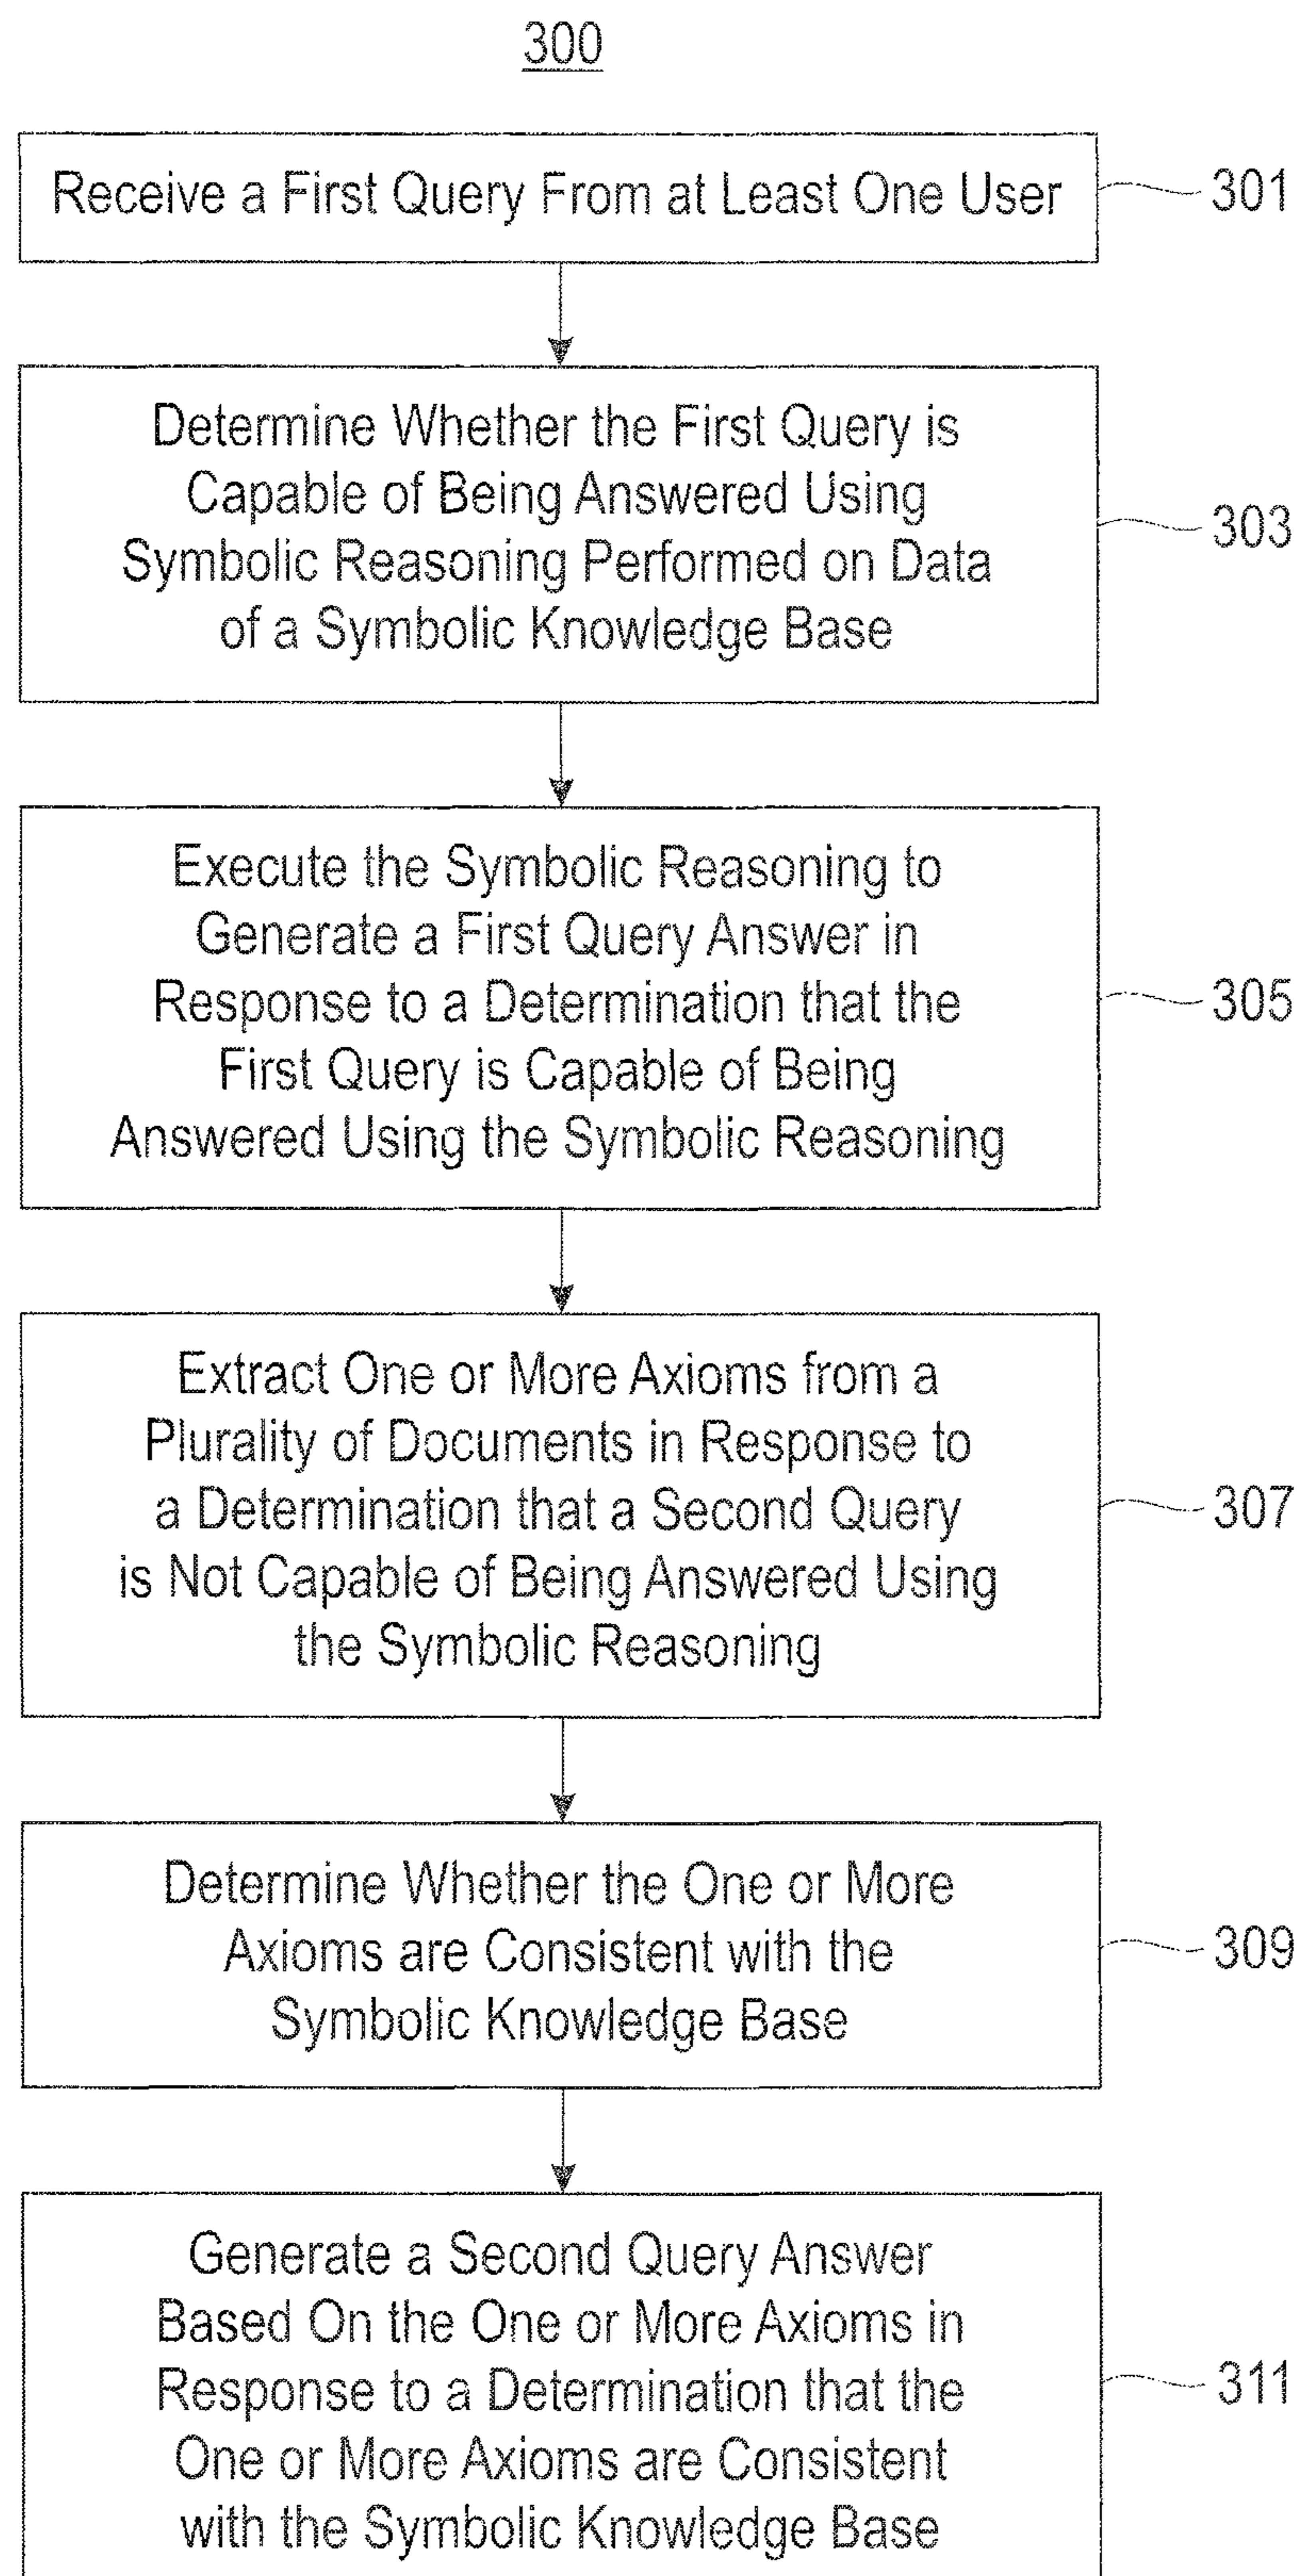 300
Receive a First Query From at Least One User
301
Determine Whether the First Query is
Capable of Being Answered Using
Symbolic Reasoning Performed on Data
of a Symbolic Knowledge Base
303
Execute the Symbolic Reasoning to
Generate a First Query Answer in
Response to a Determination that the
First Query is Capable of Being
Answered Using the Symbolic Reasoning
305
Extract One or More Axioms from a
Plurality of Documents in Response to
a Determination that a Second Query
is Not Capable of Being Answered Using
the Symbolic Reasoning
307
Determine Whether the One or More
Axioms are Consistent with the
Symbolic Knowledge Base
309
Generate a Second Query Answer
Based On the One or More Axioms in
Response to a Determination that the
One or More Axioms are Consistent
with the Symbolic Knowledge Base
311